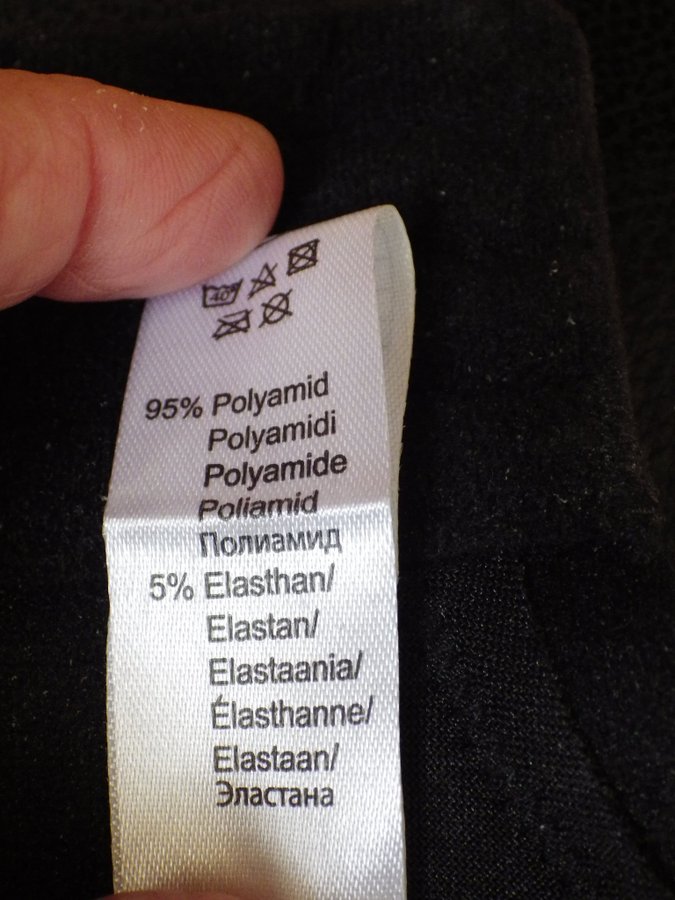 40°
95% Polyamid
Polyamidi
Polyamide
Poliamid
Полиамид
5% Elasthan/
Elastan/
Elastaania/
Élasthanne/
Elastaan/
Эластана